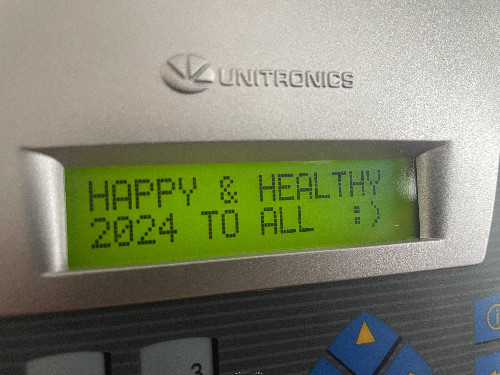 UNITRONICS
HAPPY & HEALTHY
2024 TO ALL :)
3
i